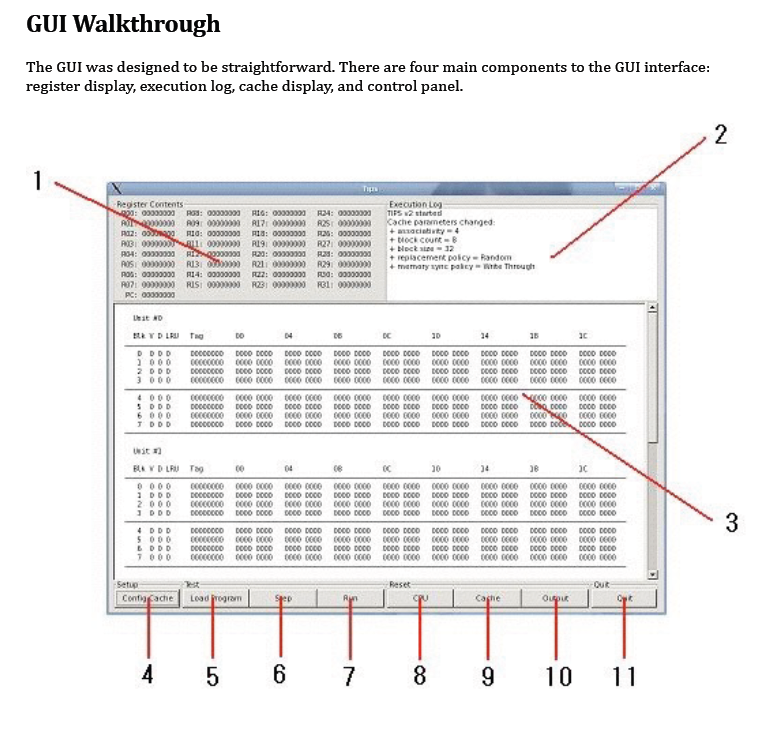 GUI Walkthrough
The GUI was designed to be straightforward. There are four main components to the GUI interface:
register display, execution log, cache display, and control panel.
1
2
Tips
Register Contents
R00: 00000000 R08: 00000000 R16: 00000000 R24: 00000000
R01: 00000000 R09: 00000000 R17: 00000000 R25: 00000000
R02: 00000000 R10: 00000000 R18: 00000000 R26: 00000000
R03: 00000000 R11: 00000000 R19: 00000000 R27: 00000000
R04: 00000000 R12: 00000000 R20: 00000000 R28: 00000000
R05: 00000000 R13: 00000000 R21: 00000000 R29: 00000000
R06: 00000000 R14: 00000000 R22: 00000000 R30: 00000000
R07: 00000000 R15: 00000000 R23: 00000000 R31: 00000000
PC: 00000000
Execution Log
TIPS v2 started
Cache parameters changed:
+ associativity = 4
+ block count = 8
+ block size = 32
+ replacement policy = Random
+ memory sync policy = Write Through
Unit #0
Blk V D LRU Tag 00 04 08 0C 10 14 18 1C
0 0 0 0 00000000 0000 0000 0000 0000 0000 0000 0000 0000 0000 0000 0000 0000 0000 0000 0000 0000
1 0 0 0 00000000 0000 0000 0000 0000 0000 0000 0000 0000 0000 0000 0000 0000 0000 0000 0000 0000
2 0 0 0 00000000 0000 0000 0000 0000 0000 0000 0000 0000 0000 0000 0000 0000 0000 0000 0000 0000
3 0 0 0 00000000 0000 0000 0000 0000 0000 0000 0000 0000 0000 0000 0000 0000 0000 0000 0000 0000
4 0 0 0 00000000 0000 0000 0000 0000 0000 0000 0000 0000 0000 0000 0000 0000 0000 0000 0000 0000
5 0 0 0 00000000 0000 0000 0000 0000 0000 0000 0000 0000 0000 0000 0000 0000 0000 0000 0000 0000
6 0 0 0 00000000 0000 0000 0000 0000 0000 0000 0000 0000 0000 0000 0000 0000 0000 0000 0000 0000
7 0 0 0 00000000 0000 0000 0000 0000 0000 0000 0000 0000 0000 0000 0000 0000 0000 0000 0000 0000
Unit #1
Blk V D LRU Tag 00 04 08 0C 10 14 18 1C
0 0 0 0 00000000 0000 0000 0000 0000 0000 0000 0000 0000 0000 0000 0000 0000 0000 0000 0000 0000
1 0 0 0 00000000 0000 0000 0000 0000 0000 0000 0000 0000 0000 0000 0000 0000 0000 0000 0000 0000
2 0 0 0 00000000 0000 0000 0000 0000 0000 0000 0000 0000 0000 0000 0000 0000 0000 0000 0000 0000
3 0 0 0 00000000 0000 0000 0000 0000 0000 0000 0000 0000 0000 0000 0000 0000 0000 0000 0000 0000
4 0 0 0 00000000 0000 0000 0000 0000 0000 0000 0000 0000 0000 0000 0000 0000 0000 0000 0000 0000
5 0 0 0 00000000 0000 0000 0000 0000 0000 0000 0000 0000 0000 0000 0000 0000 0000 0000 0000 0000
6 0 0 0 00000000 0000 0000 0000 0000 0000 0000 0000 0000 0000 0000 0000 0000 0000 0000 0000 0000
7 0 0 0 00000000 0000 0000 0000 0000 0000 0000 0000 0000 0000 0000 0000 0000 0000 0000 0000 0000
3
Setup Test Reset Quit
Config Cache Load Program Step Run CPU Cache Output Quit
4 5 6 7 8 9 10 11